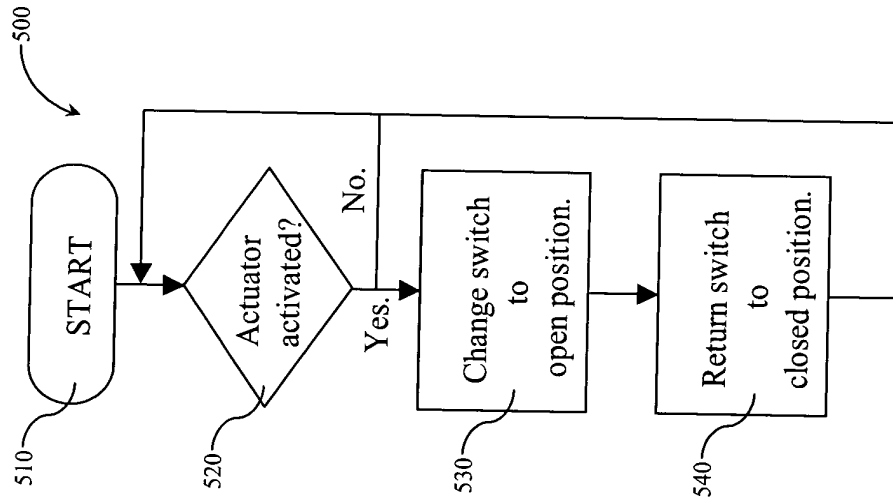 500
510
START
520
Actuator
activated?
No.
Yes.
530
Change switch
to
open position.
540
Return switch
to
closed position.